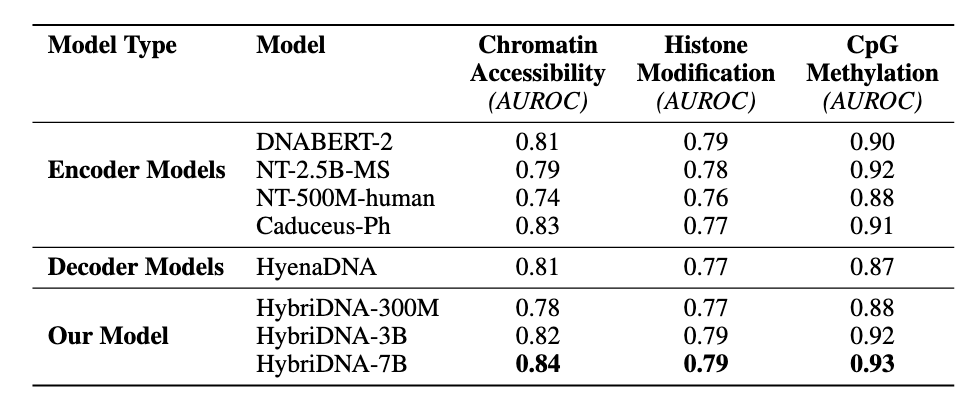 Model Type Model Chromatin Histone CpG
Accessibility Modification Methylation
(AUROC) (AUROC) (AUROC)
DNABERT-2 0.81 0.79 0.90
Encoder Models NT-2.5B-MS 0.79 0.78 0.92
NT-500M-human 0.74 0.76 0.88
Caduceus-Ph 0.83 0.77 0.91
Decoder Models HyenaDNA 0.81 0.77 0.87
HybriDNA-300M 0.78 0.77 0.88
Our Model HybriDNA-3B 0.82 0.79 0.92
HybriDNA-7B 0.84 0.79 0.93